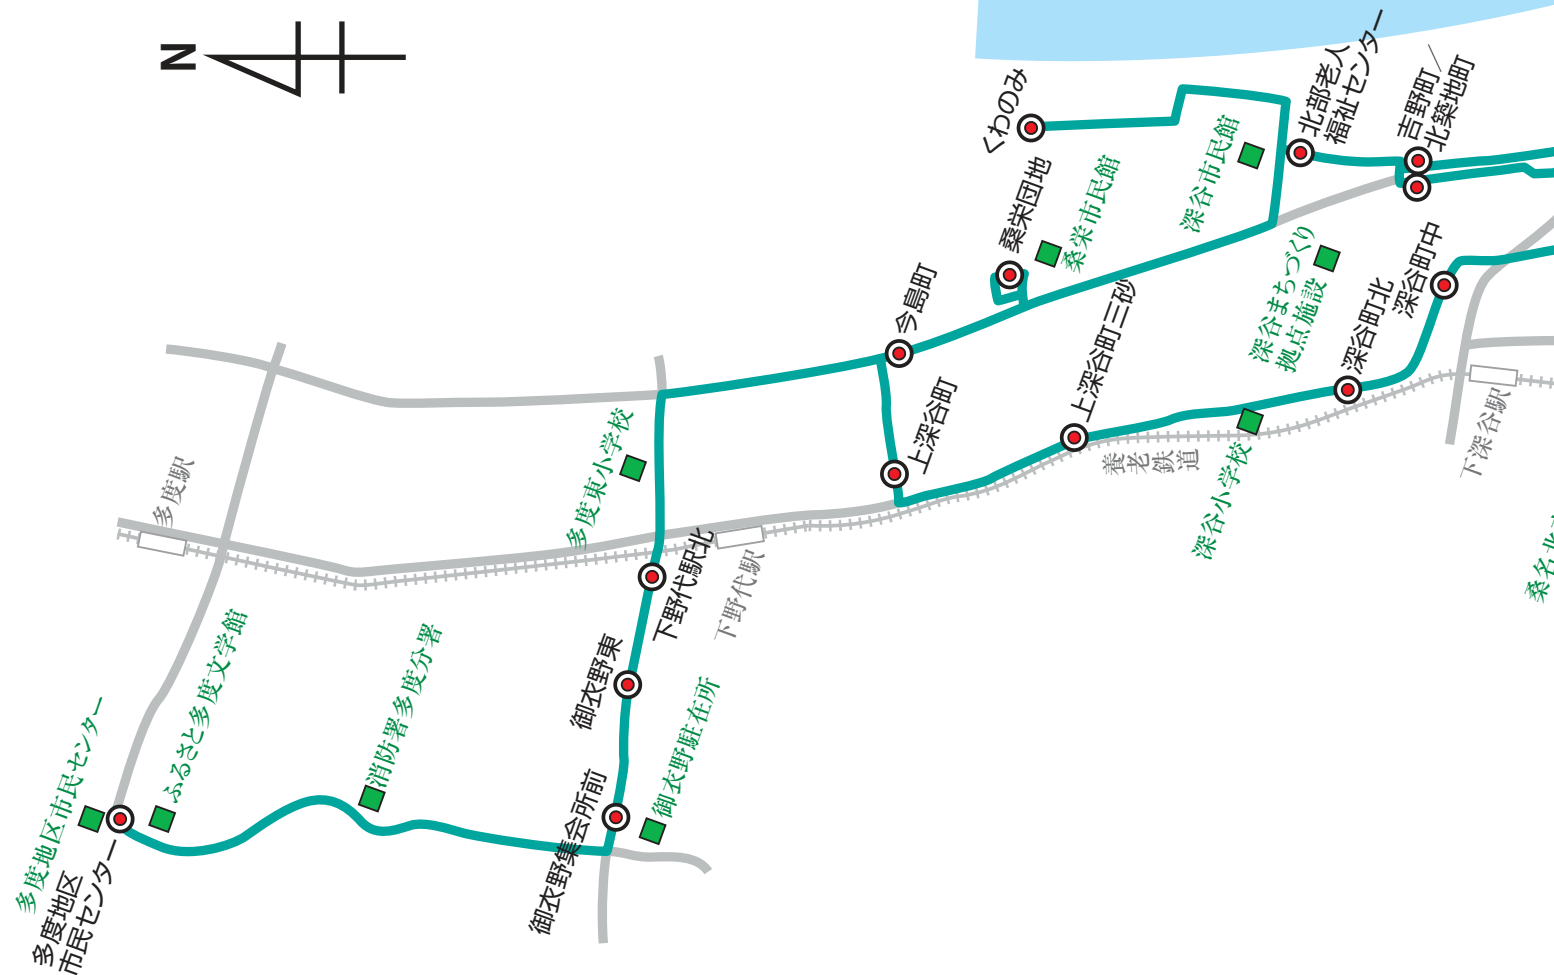 N
くわのみ
北部老人
福祉センター
吉野町
北築地町
桑栄団地
桑栄市民館
深谷市民館
深谷まちづくり
拠点施設
深谷町中
深谷町北
今島町
上深谷町三砂
上深谷町
養老鉄道
深谷小学校
下深谷駅
多度東小学校
多度駅
下野代駅北
下野代駅
御衣野東
御衣野駐在所
御衣野集会所前
消防署多度分署
ふるさと多度文学館
多度地区市民センター
多度地区
市民センター
桑名北